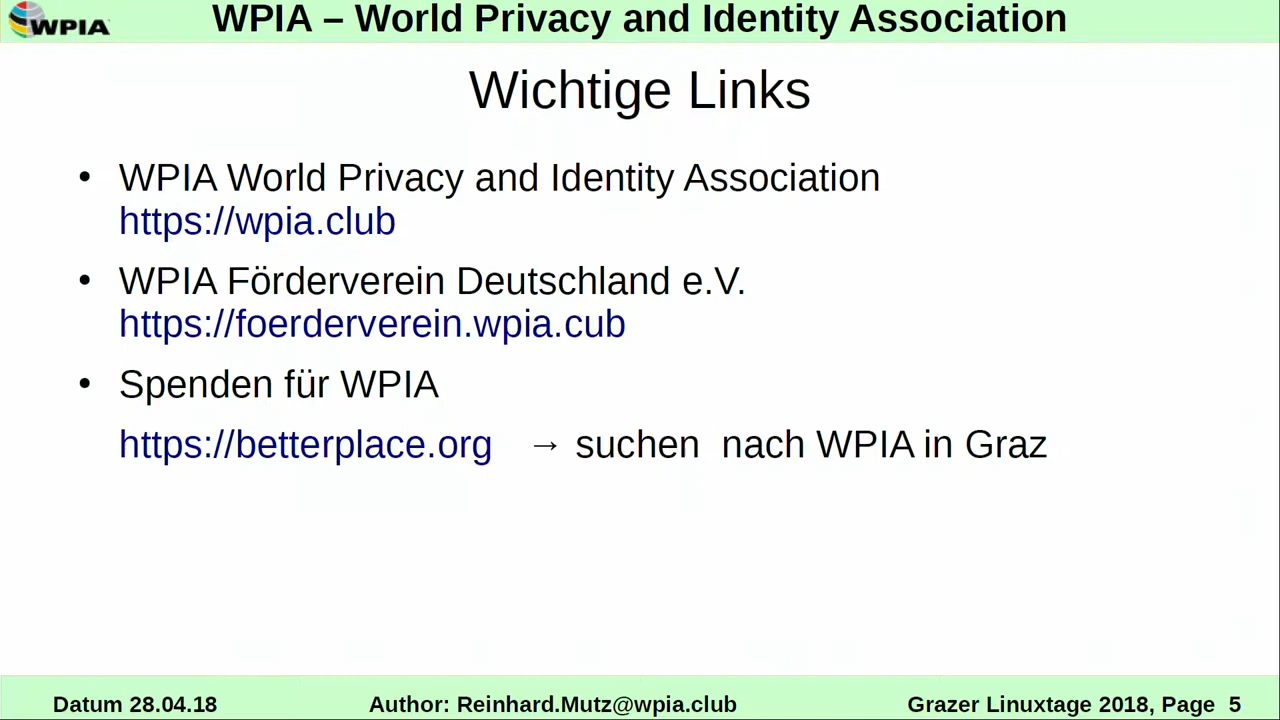 WPIA
WPIA – World Privacy and Identity Association
Wichtige Links
• WPIA World Privacy and Identity Association
https://wpia.club
• WPIA Förderverein Deutschland e.V.
https://foerderverein.wpia.cub
• Spenden für WPIA
https://betterplace.org → suchen nach WPIA in Graz
Datum 28.04.18 Author: Reinhard.Mutz@wpia.club Grazer Linuxtage 2018, Page 5